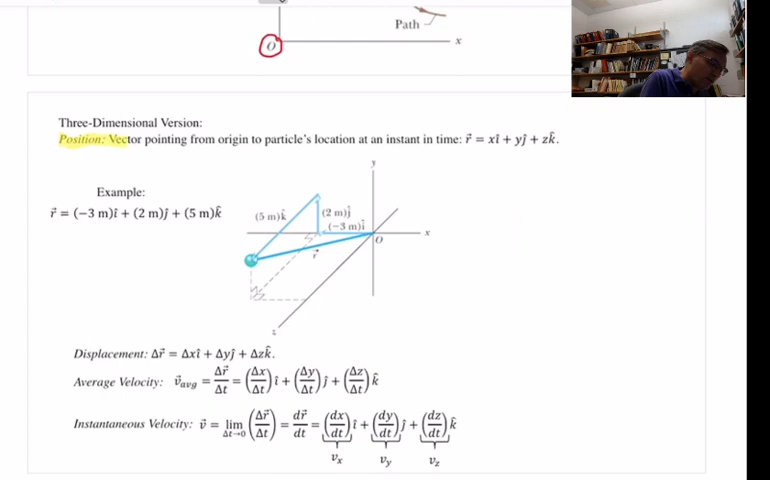 Path
x
O
Three-Dimensional Version:
Position: Vector pointing from origin to particle's location at an instant in time: r⃗ = xî + yĵ + zk̂.
y
Example:
r⃗ = (−3 m)î + (2 m)ĵ + (5 m)k̂
(5 m)k̂
(2 m)ĵ
(−3 m)î
x
O
r⃗
z
Displacement: Δr⃗ = Δxî + Δyĵ + Δzk̂.
Average Velocity: v⃗avg = Δr⃗/Δt = (Δx/Δt) î + (Δy/Δt) ĵ + (Δz/Δt) k̂
Instantaneous Velocity: v⃗ = lim Δt→0 (Δr⃗/Δt) = dr⃗/dt = (dx/dt) î + (dy/dt) ĵ + (dz/dt) k̂
vx vy vz